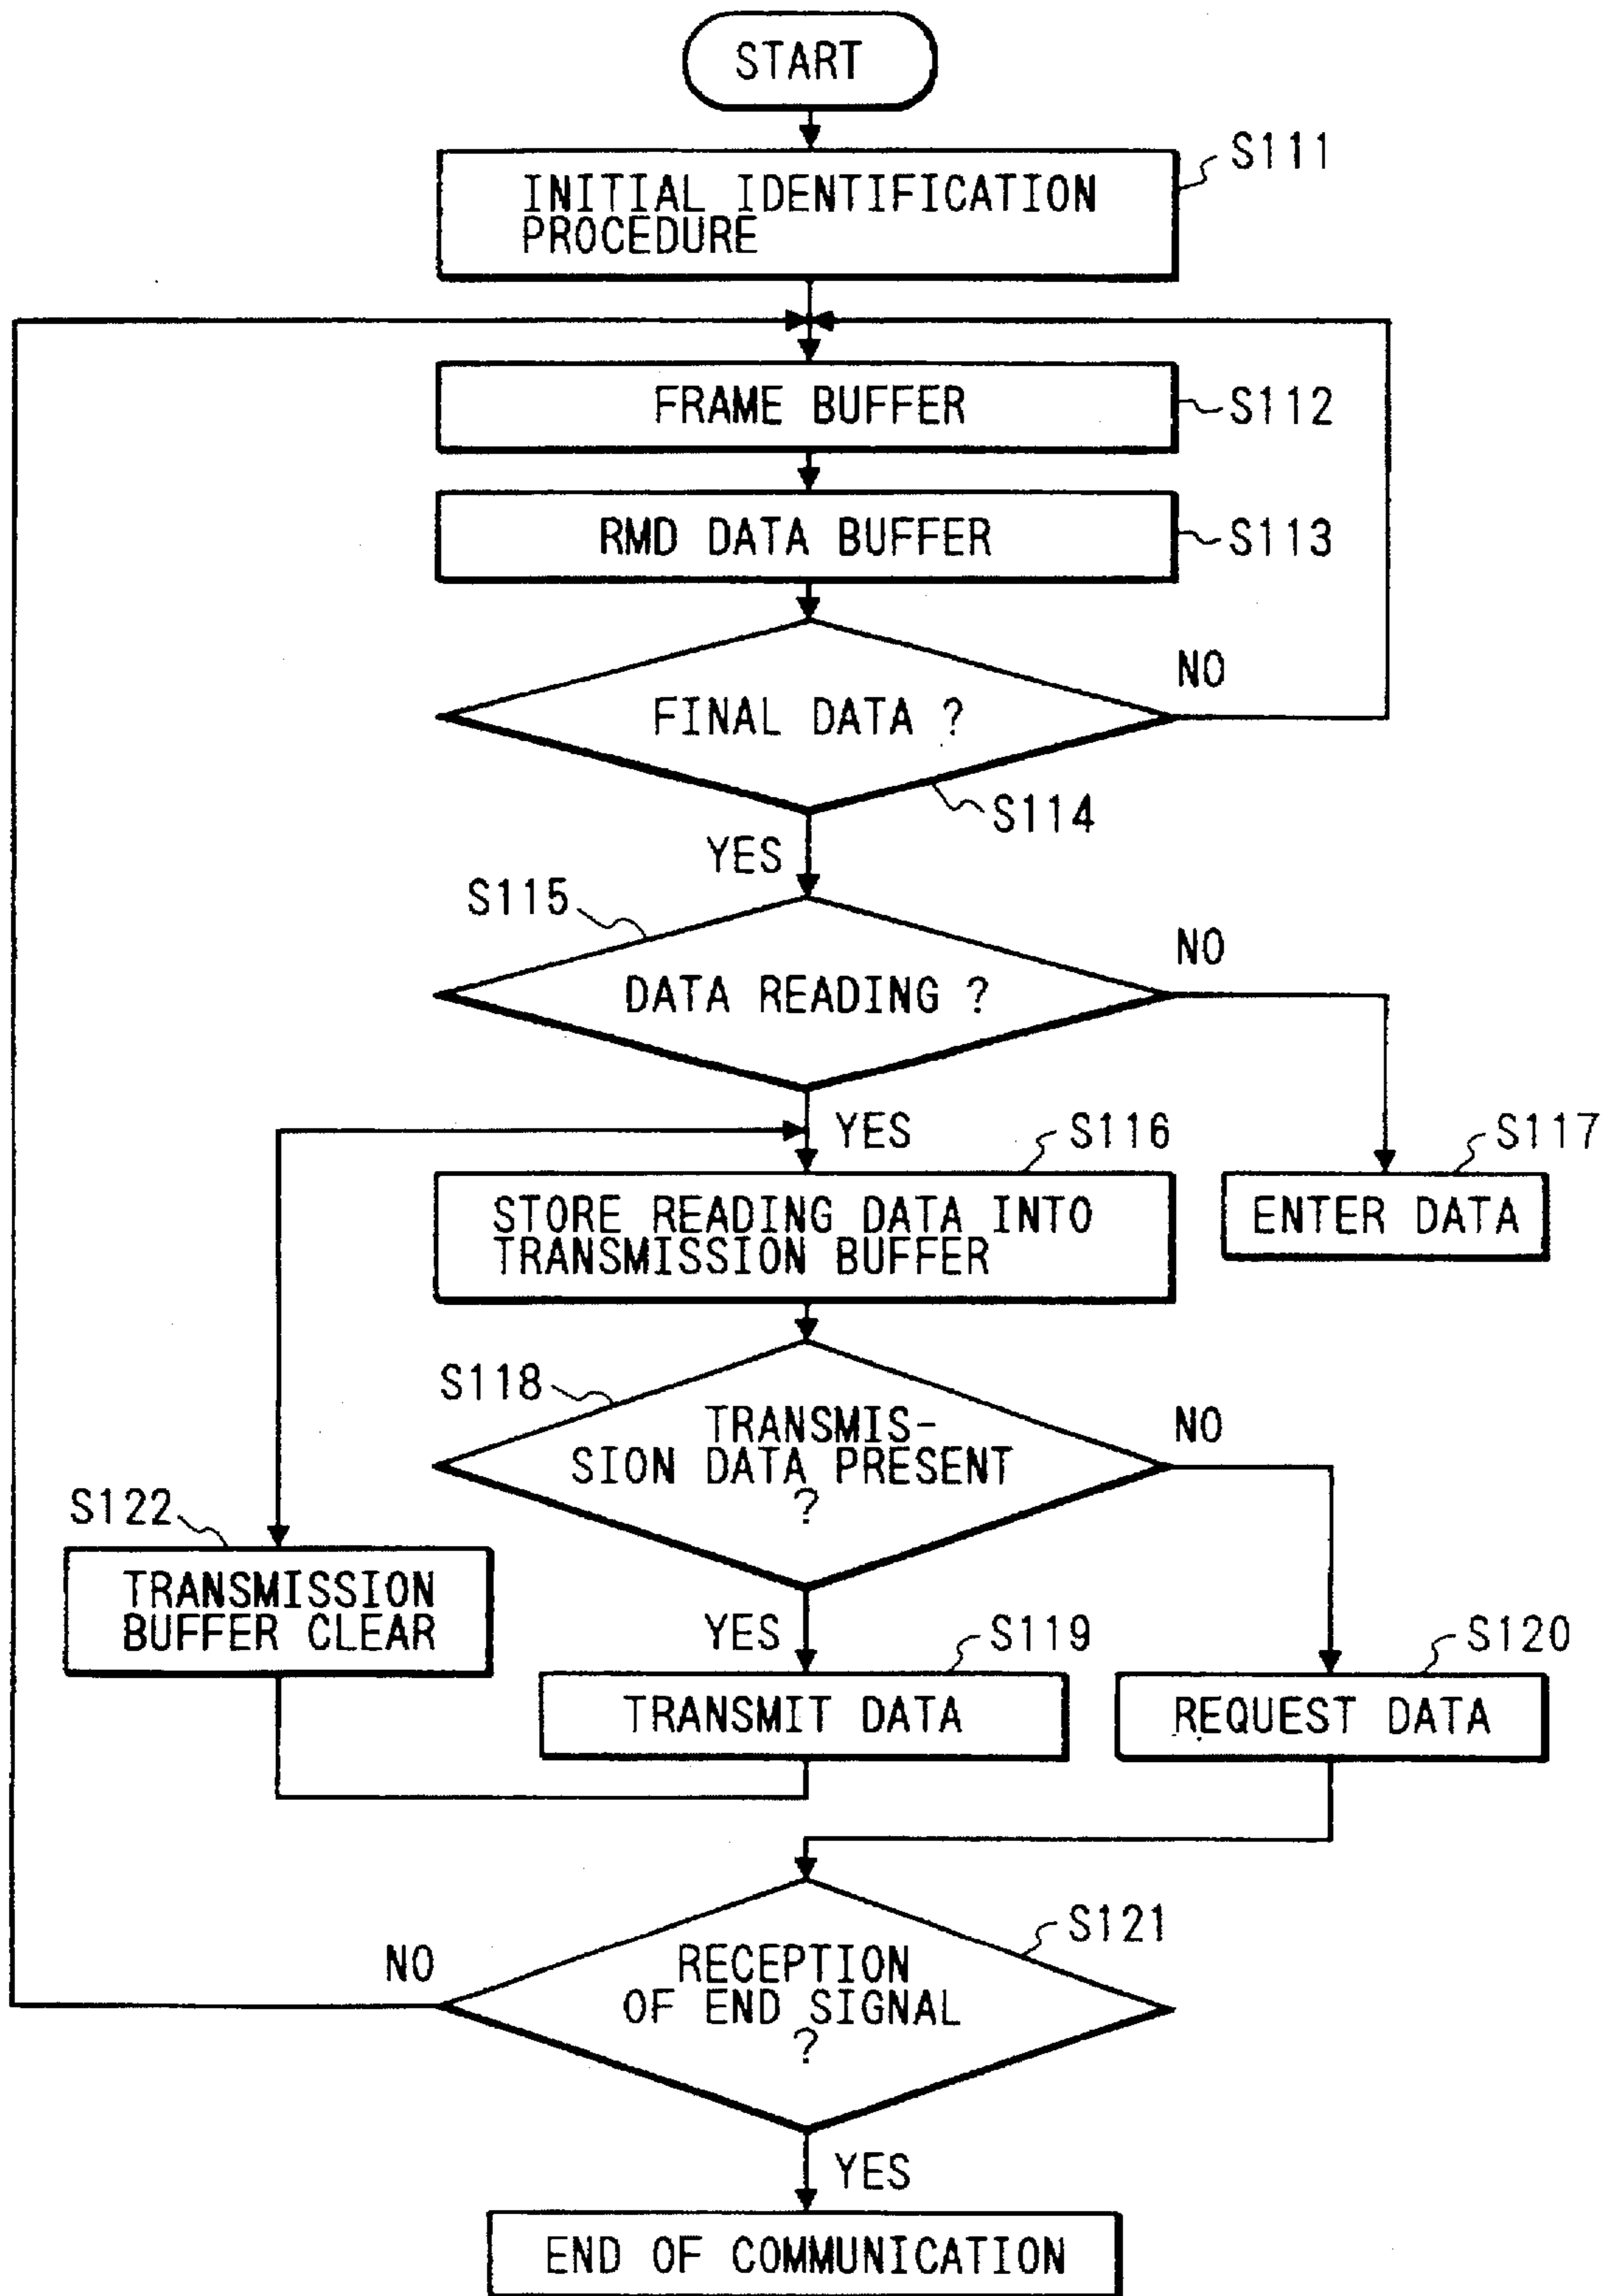 START
S111
INITIAL IDENTIFICATION
PROCEDURE
FRAME BUFFER
S112
RMD DATA BUFFER
S113
NO
FINAL DATA ?
S114
YES
S115
NO
DATA READING ?
YES
S116
S117
STORE READING DATA INTO
TRANSMISSION BUFFER
ENTER DATA
S118
TRANSMIS-
SION DATA PRESENT
?
NO
S122
TRANSMISSION
BUFFER CLEAR
YES
S119
S120
TRANSMIT DATA
REQUEST DATA
S121
NO
RECEPTION
OF END SIGNAL
?
YES
END OF COMMUNICATION